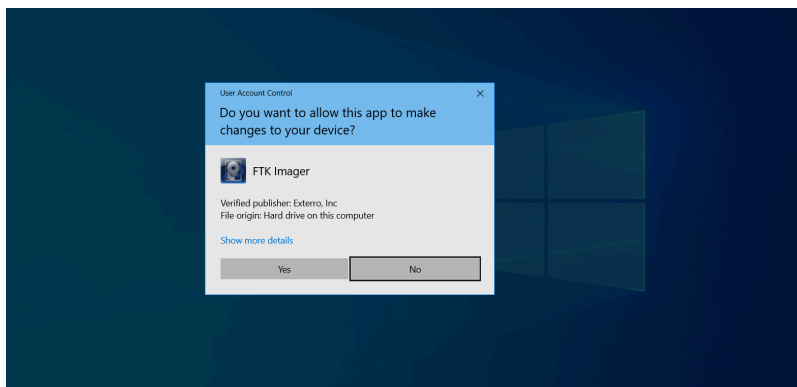 User Account Control
Do you want to allow this app to make
changes to your device?
FTK Imager
Verified publisher: Exterro, Inc
File origin: Hard drive on this computer
Show more details
Yes
No